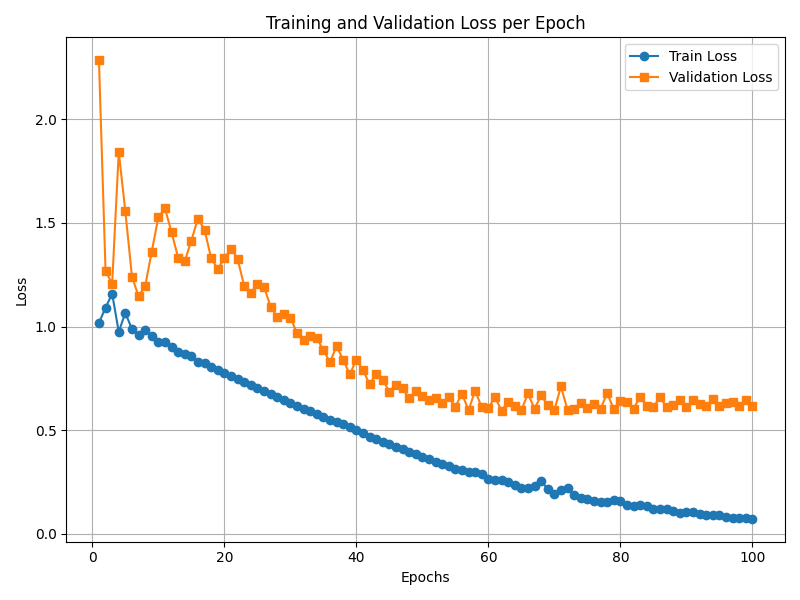 Training and Validation Loss per Epoch
Train Loss
Validation Loss
2.0
1.5
1.0
0.5
0.0
Loss
0 20 40 60 80 100
Epochs